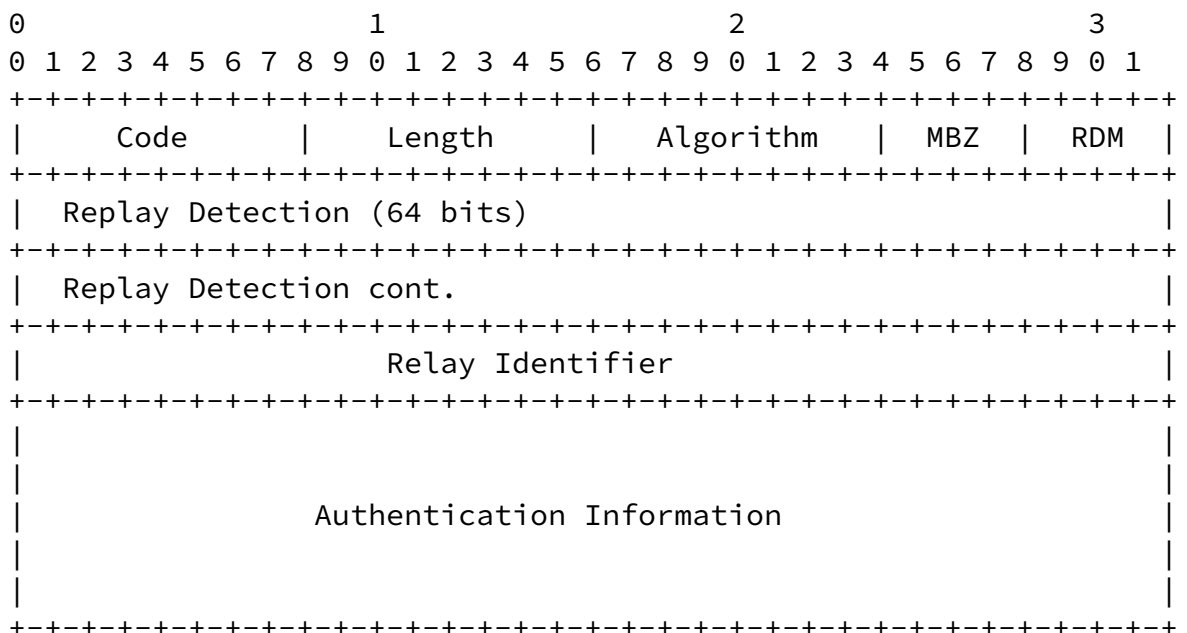 0                   1                   2                   3
0 1 2 3 4 5 6 7 8 9 0 1 2 3 4 5 6 7 8 9 0 1 2 3 4 5 6 7 8 9 0 1
+-+-+-+-+-+-+-+-+-+-+-+-+-+-+-+-+-+-+-+-+-+-+-+-+-+-+-+-+-+-+-+-+
|     Code      |    Length     |   Algorithm   |  MBZ  |  RDM  |
+-+-+-+-+-+-+-+-+-+-+-+-+-+-+-+-+-+-+-+-+-+-+-+-+-+-+-+-+-+-+-+-+
|  Replay Detection (64 bits)                                   |
+-+-+-+-+-+-+-+-+-+-+-+-+-+-+-+-+-+-+-+-+-+-+-+-+-+-+-+-+-+-+-+-+
|  Replay Detection cont.                                       |
+-+-+-+-+-+-+-+-+-+-+-+-+-+-+-+-+-+-+-+-+-+-+-+-+-+-+-+-+-+-+-+-+
|                    Relay Identifier                           |
+-+-+-+-+-+-+-+-+-+-+-+-+-+-+-+-+-+-+-+-+-+-+-+-+-+-+-+-+-+-+-+-+
|                                                               |
|                                                               |
|                Authentication Information                     |
|                                                               |
|                                                               |
+-+-+-+-+-+-+-+-+-+-+-+-+-+-+-+-+-+-+-+-+-+-+-+-+-+-+-+-+-+-+-+-+